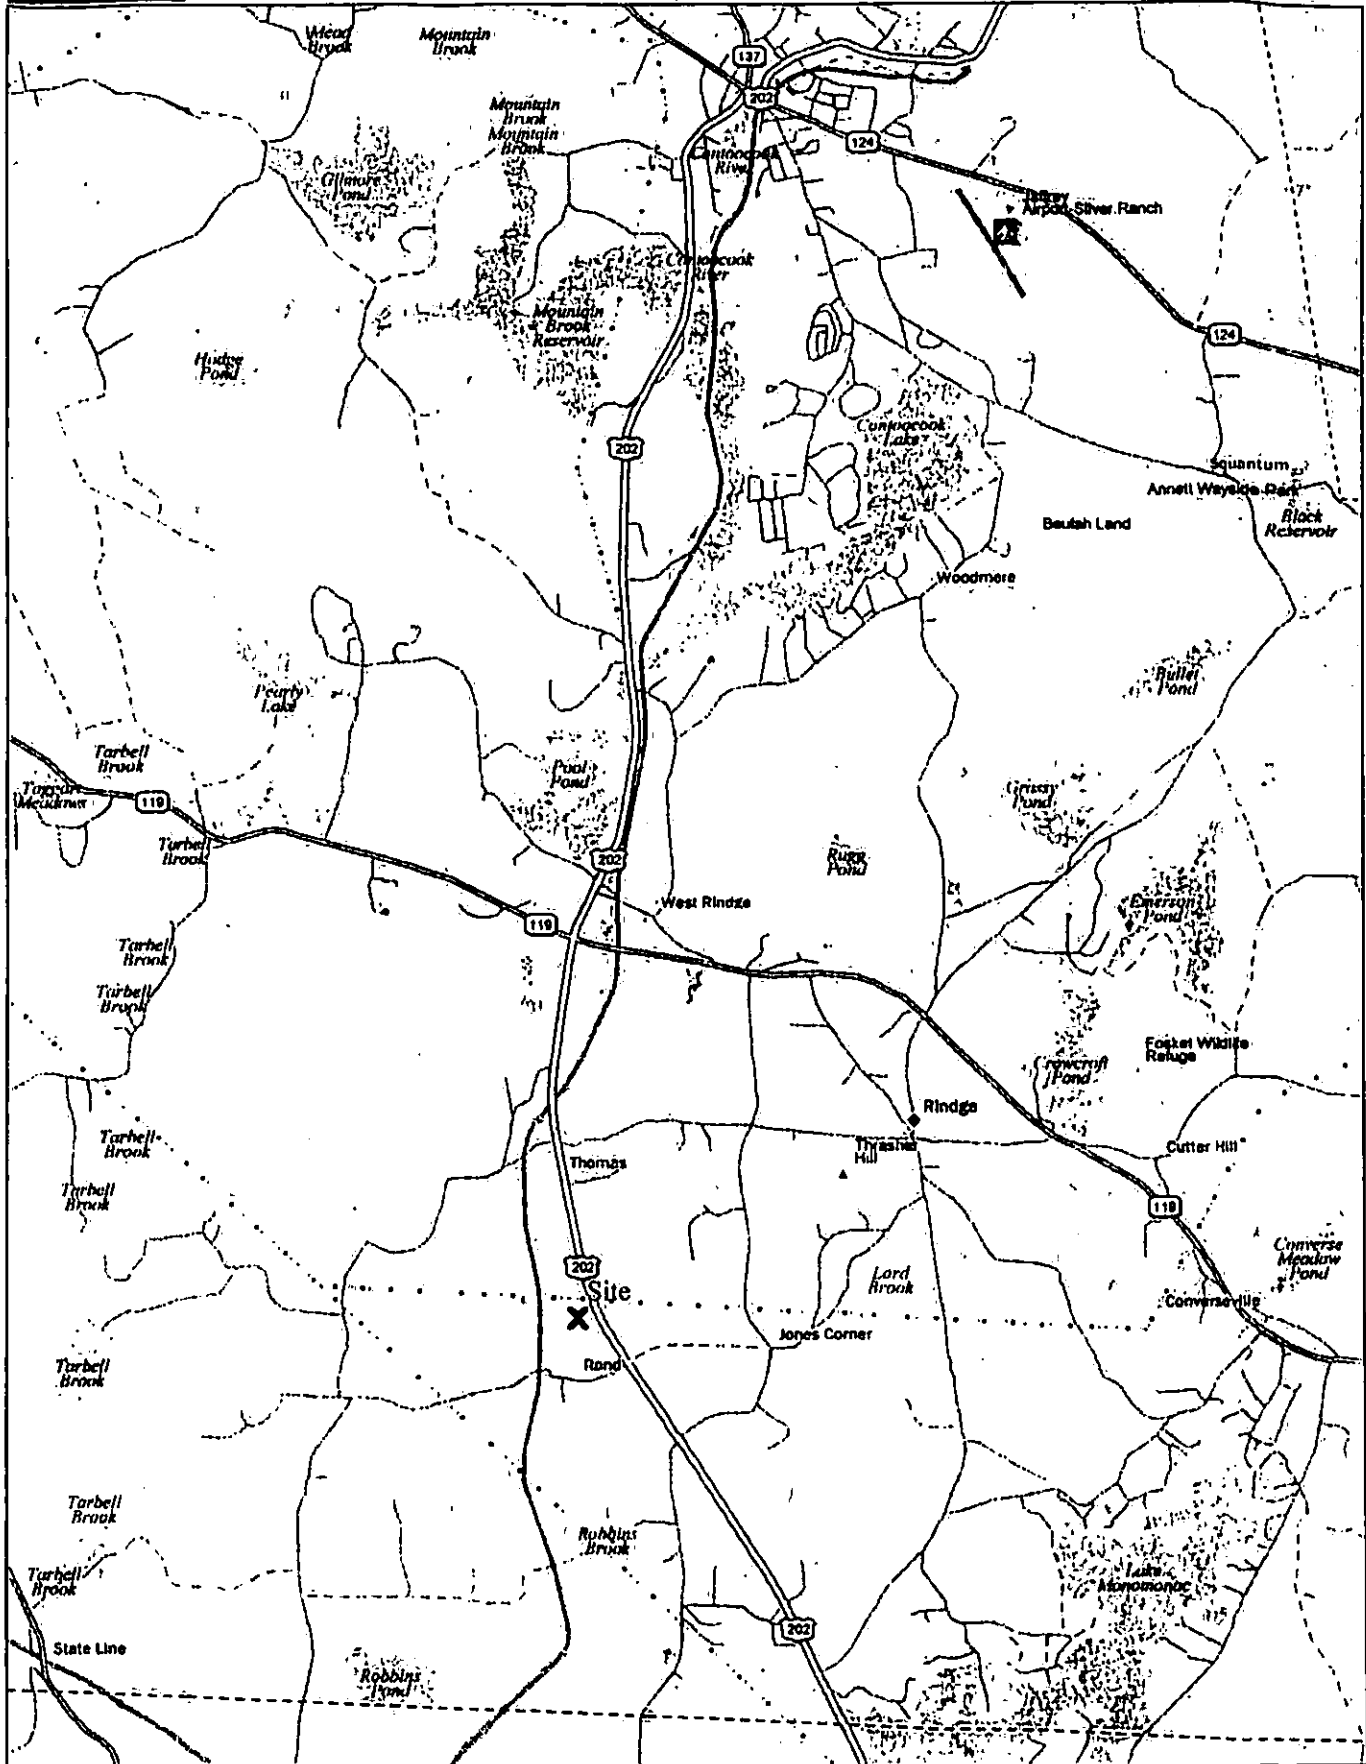 Mead
Brook
Mountain
Brook
137
202
Mountain
Brook
Mountain
Brook
124
Contoocook
River
Gilmore
Pond
Jaffrey
Airport-Silver Ranch
Contoocook
River
Mountain
Brook
Reservoir
124
Hodge
Pond
Contoocook
Lake
202
Squantum
Annett Wayside Park
Black
Reservoir
Beulah Land
Woodmere
Bullet
Pond
Pearly
Lake
Tarbell
Brook
Pool
Pond
Taggart
Meadows
119
Grassy
Pond
Tarbell
Brook
202
Rugg
Pond
West Rindge
Emerson
Pond
119
Tarbell
Brook
Tarbell
Brook
Fosket Wildlife
Refuge
Crowcroft
Pond
Rindge
Tarbell
Brook
Thrasher
Hill
Cutter Hill
Thomas
Tarbell
Brook
119
Converse
Meadow
Pond
202
Lord
Brook
Site
X
Converseville
Jones Corner
Rand
Tarbell
Brook
Tarbell
Brook
Robbins
Brook
Tarbell
Brook
Lake
Monomonac
202
State Line
Robbins
Pond